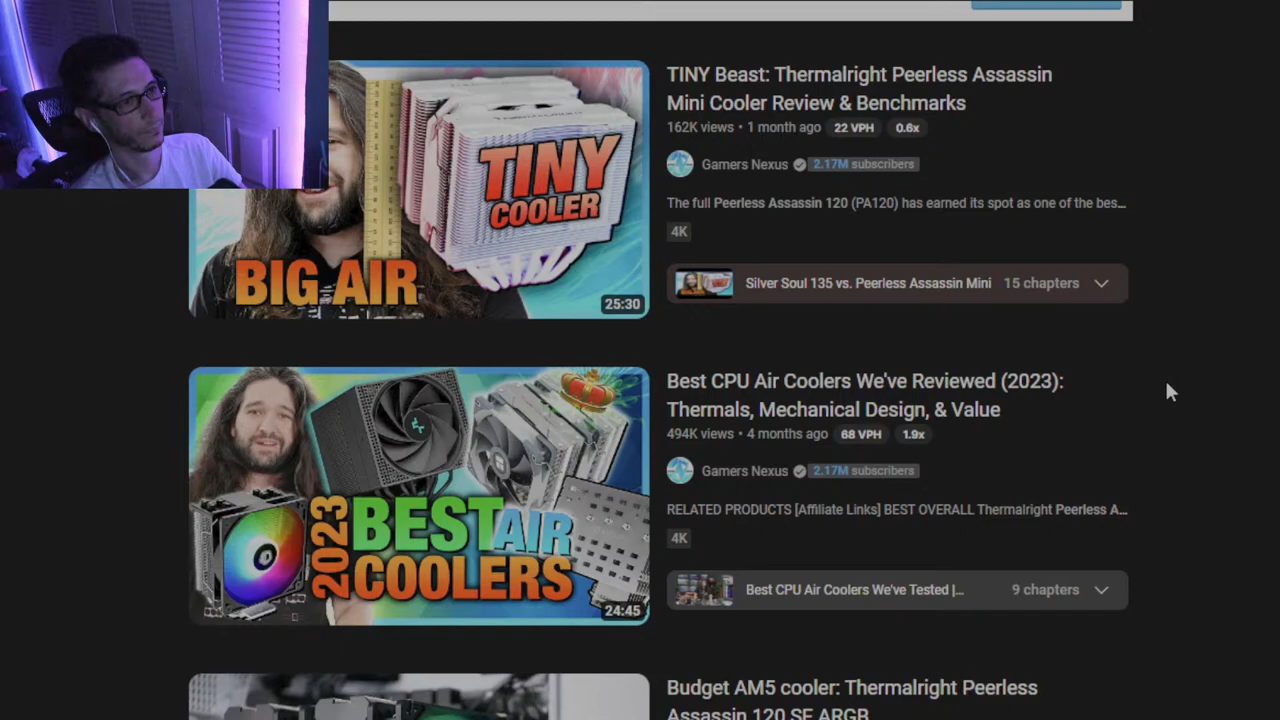 TINY Beast: Thermalright Peerless Assassin
Mini Cooler Review & Benchmarks
162K views • 1 month ago 22 VPH 0.6x
Gamers Nexus 2.17M subscribers
The full Peerless Assassin 120 (PA120) has earned its spot as one of the bes...
4K
Silver Soul 135 vs. Peerless Assassin Mini 15 chapters
TINY
COOLER
BIG AIR
25:30
Best CPU Air Coolers We've Reviewed (2023):
Thermals, Mechanical Design, & Value
494K views • 4 months ago 68 VPH 1.9x
Gamers Nexus 2.17M subscribers
RELATED PRODUCTS [Affiliate Links] BEST OVERALL Thermalright Peerless A...
4K
Best CPU Air Coolers We've Tested |... 9 chapters
2023
BEST AIR
COOLERS
24:45
Budget AM5 cooler: Thermalright Peerless
Assassin 120 SE ARGB